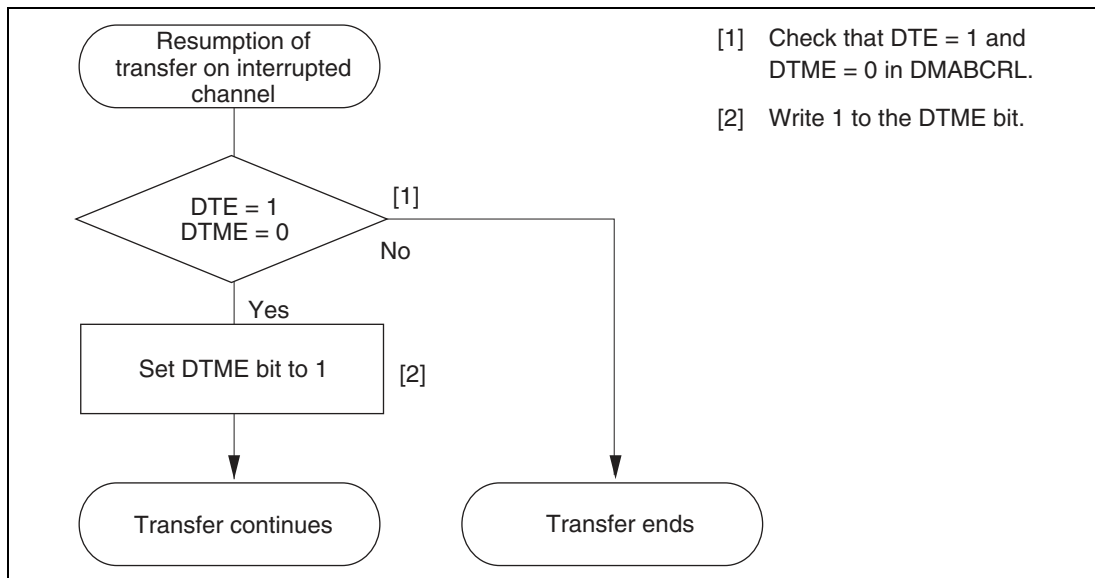 Resumption of
transfer on interrupted
channel
[1] Check that DTE = 1 and
DTME = 0 in DMABCRL.
[2] Write 1 to the DTME bit.
DTE = 1
DTME = 0
[1]
No
Yes
Set DTME bit to 1
[2]
Transfer continues
Transfer ends